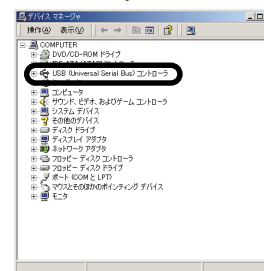 デバイス マネージャ
操作(A) 表示(V)
COMPUTER
DVD/CD-ROM ドライブ
USB (Universal Serial Bus) コントローラ
コンピュータ
サウンド、ビデオ、およびゲーム コントローラ
システム デバイス
その他のデバイス
ディスク ドライブ
ディスプレイ アダプタ
ネットワーク アダプタ
フロッピー ディスク コントローラ
フロッピー ディスク ドライブ
ポート (COM と LPT)
マウスとそのほかのポインティング デバイス
モニタ